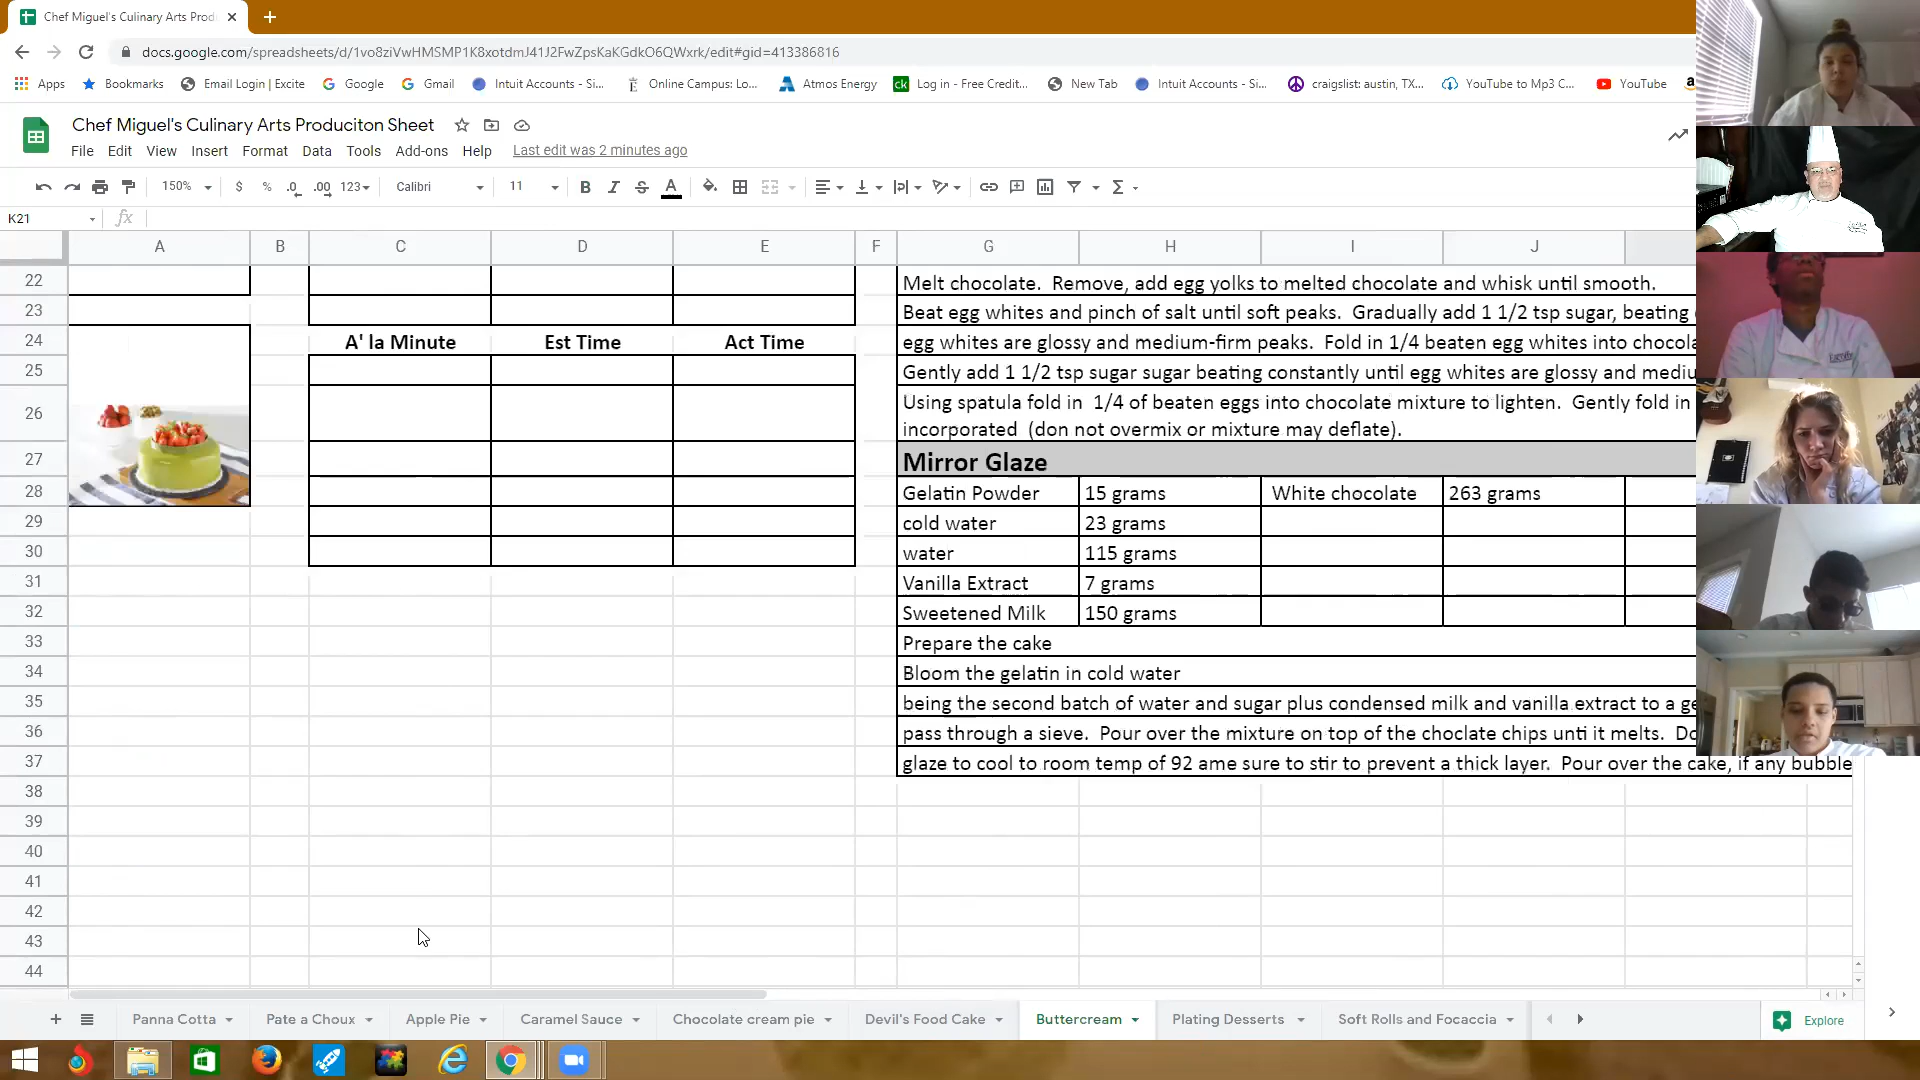 Chef Miguel's Culinary Arts Prod
docs.google.com/spreadsheets/d/1vo8ziVwHMSMP1K8xotdmJ41J2FwZpsKaKGdkO6QWxrk/edit#gid=413386816
Apps Bookmarks Email Login | Excite Google Gmail Intuit Accounts - Si... Online Campus: Lo... Atmos Energy Log in - Free Credit... New Tab Intuit Accounts - Si... craigslist: austin, TX... YouTube to Mp3 C... YouTube
Chef Miguel's Culinary Arts Produciton Sheet
File Edit View Insert Format Data Tools Add-ons Help Last edit was 2 minutes ago
150% $ % .0 .00 123 Calibri 11 B I S A
K21 fx
A B C D E F G H I J
22 Melt chocolate. Remove, add egg yolks to melted chocolate and whisk until smooth.
23 Beat egg whites and pinch of salt until soft peaks. Gradually add 1 1/2 tsp sugar, beating
24 A' la Minute Est Time Act Time egg whites are glossy and medium-firm peaks. Fold in 1/4 beaten egg whites into chocola
25 Gently add 1 1/2 tsp sugar sugar beating constantly until egg whites are glossy and mediu
26 Using spatula fold in 1/4 of beaten eggs into chocolate mixture to lighten. Gently fold in
incorporated (don not overmix or mixture may deflate).
27 Mirror Glaze
28 Gelatin Powder 15 grams White chocolate 263 grams
29 cold water 23 grams
30 water 115 grams
31 Vanilla Extract 7 grams
32 Sweetened Milk 150 grams
33 Prepare the cake
34 Bloom the gelatin in cold water
35 being the second batch of water and sugar plus condensed milk and vanilla extract to a ge
36 pass through a sieve. Pour over the mixture on top of the choclate chips unti it melts. Do
37 glaze to cool to room temp of 92 ame sure to stir to prevent a thick layer. Pour over the cake, if any bubble
38
39
40
41
42
43
44
Panna Cotta Pate a Choux Apple Pie Caramel Sauce Chocolate cream pie Devil's Food Cake Buttercream Plating Desserts Soft Rolls and Focaccia Explore